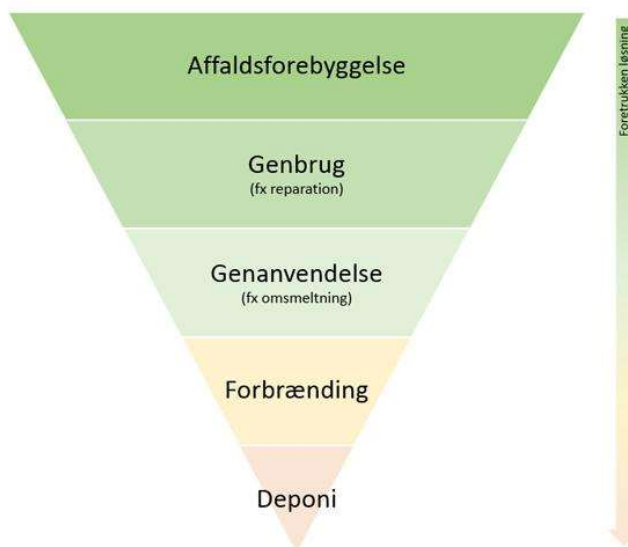 Affaldsforebyggelse
Genbrug
(fx reparation)
Genanvendelse
(fx omsmeltning)
Forbrænding
Deponi
Foretrukken løsning